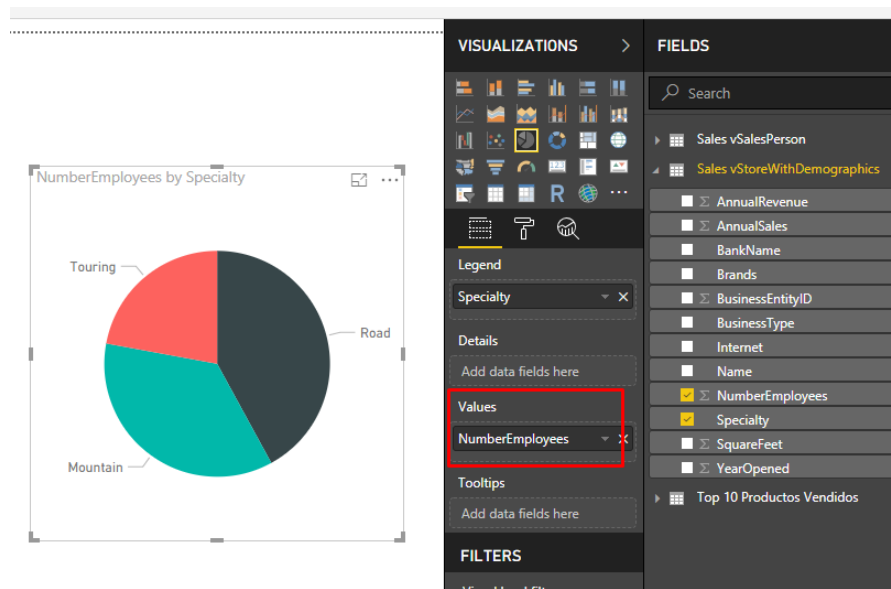 NumberEmployees by Specialty
Touring
Road
Mountain
VISUALIZATIONS
R
Legend
Specialty
Details
Add data fields here
Values
NumberEmployees
Tooltips
Add data fields here
FILTERS
FIELDS
Search
Sales vSalesPerson
Sales vStoreWithDemographics
AnnualRevenue
AnnualSales
BankName
Brands
BusinessEntityID
BusinessType
Internet
Name
NumberEmployees
Specialty
SquareFeet
YearOpened
Top 10 Productos Vendidos